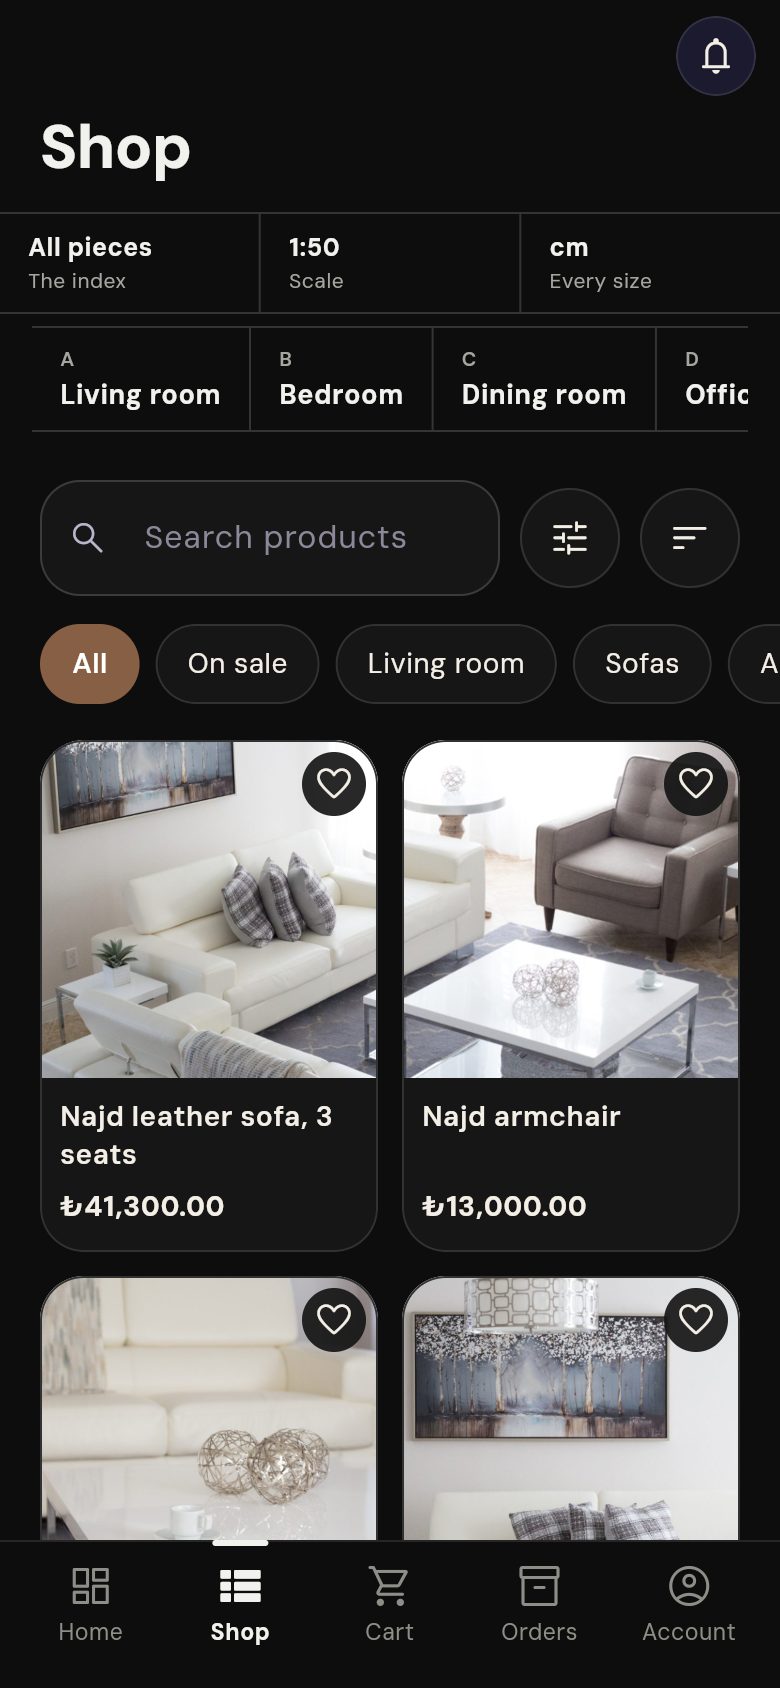 Shop
All pieces
The index
1:50
Scale
cm
Every size
A
Living room
B
Bedroom
C
Dining room
D
Offic
Search products
All
On sale
Living room
Sofas
A
Najd leather sofa, 3
seats
₺41,300.00
Najd armchair
₺13,000.00
Home
Shop
Cart
Orders
Account